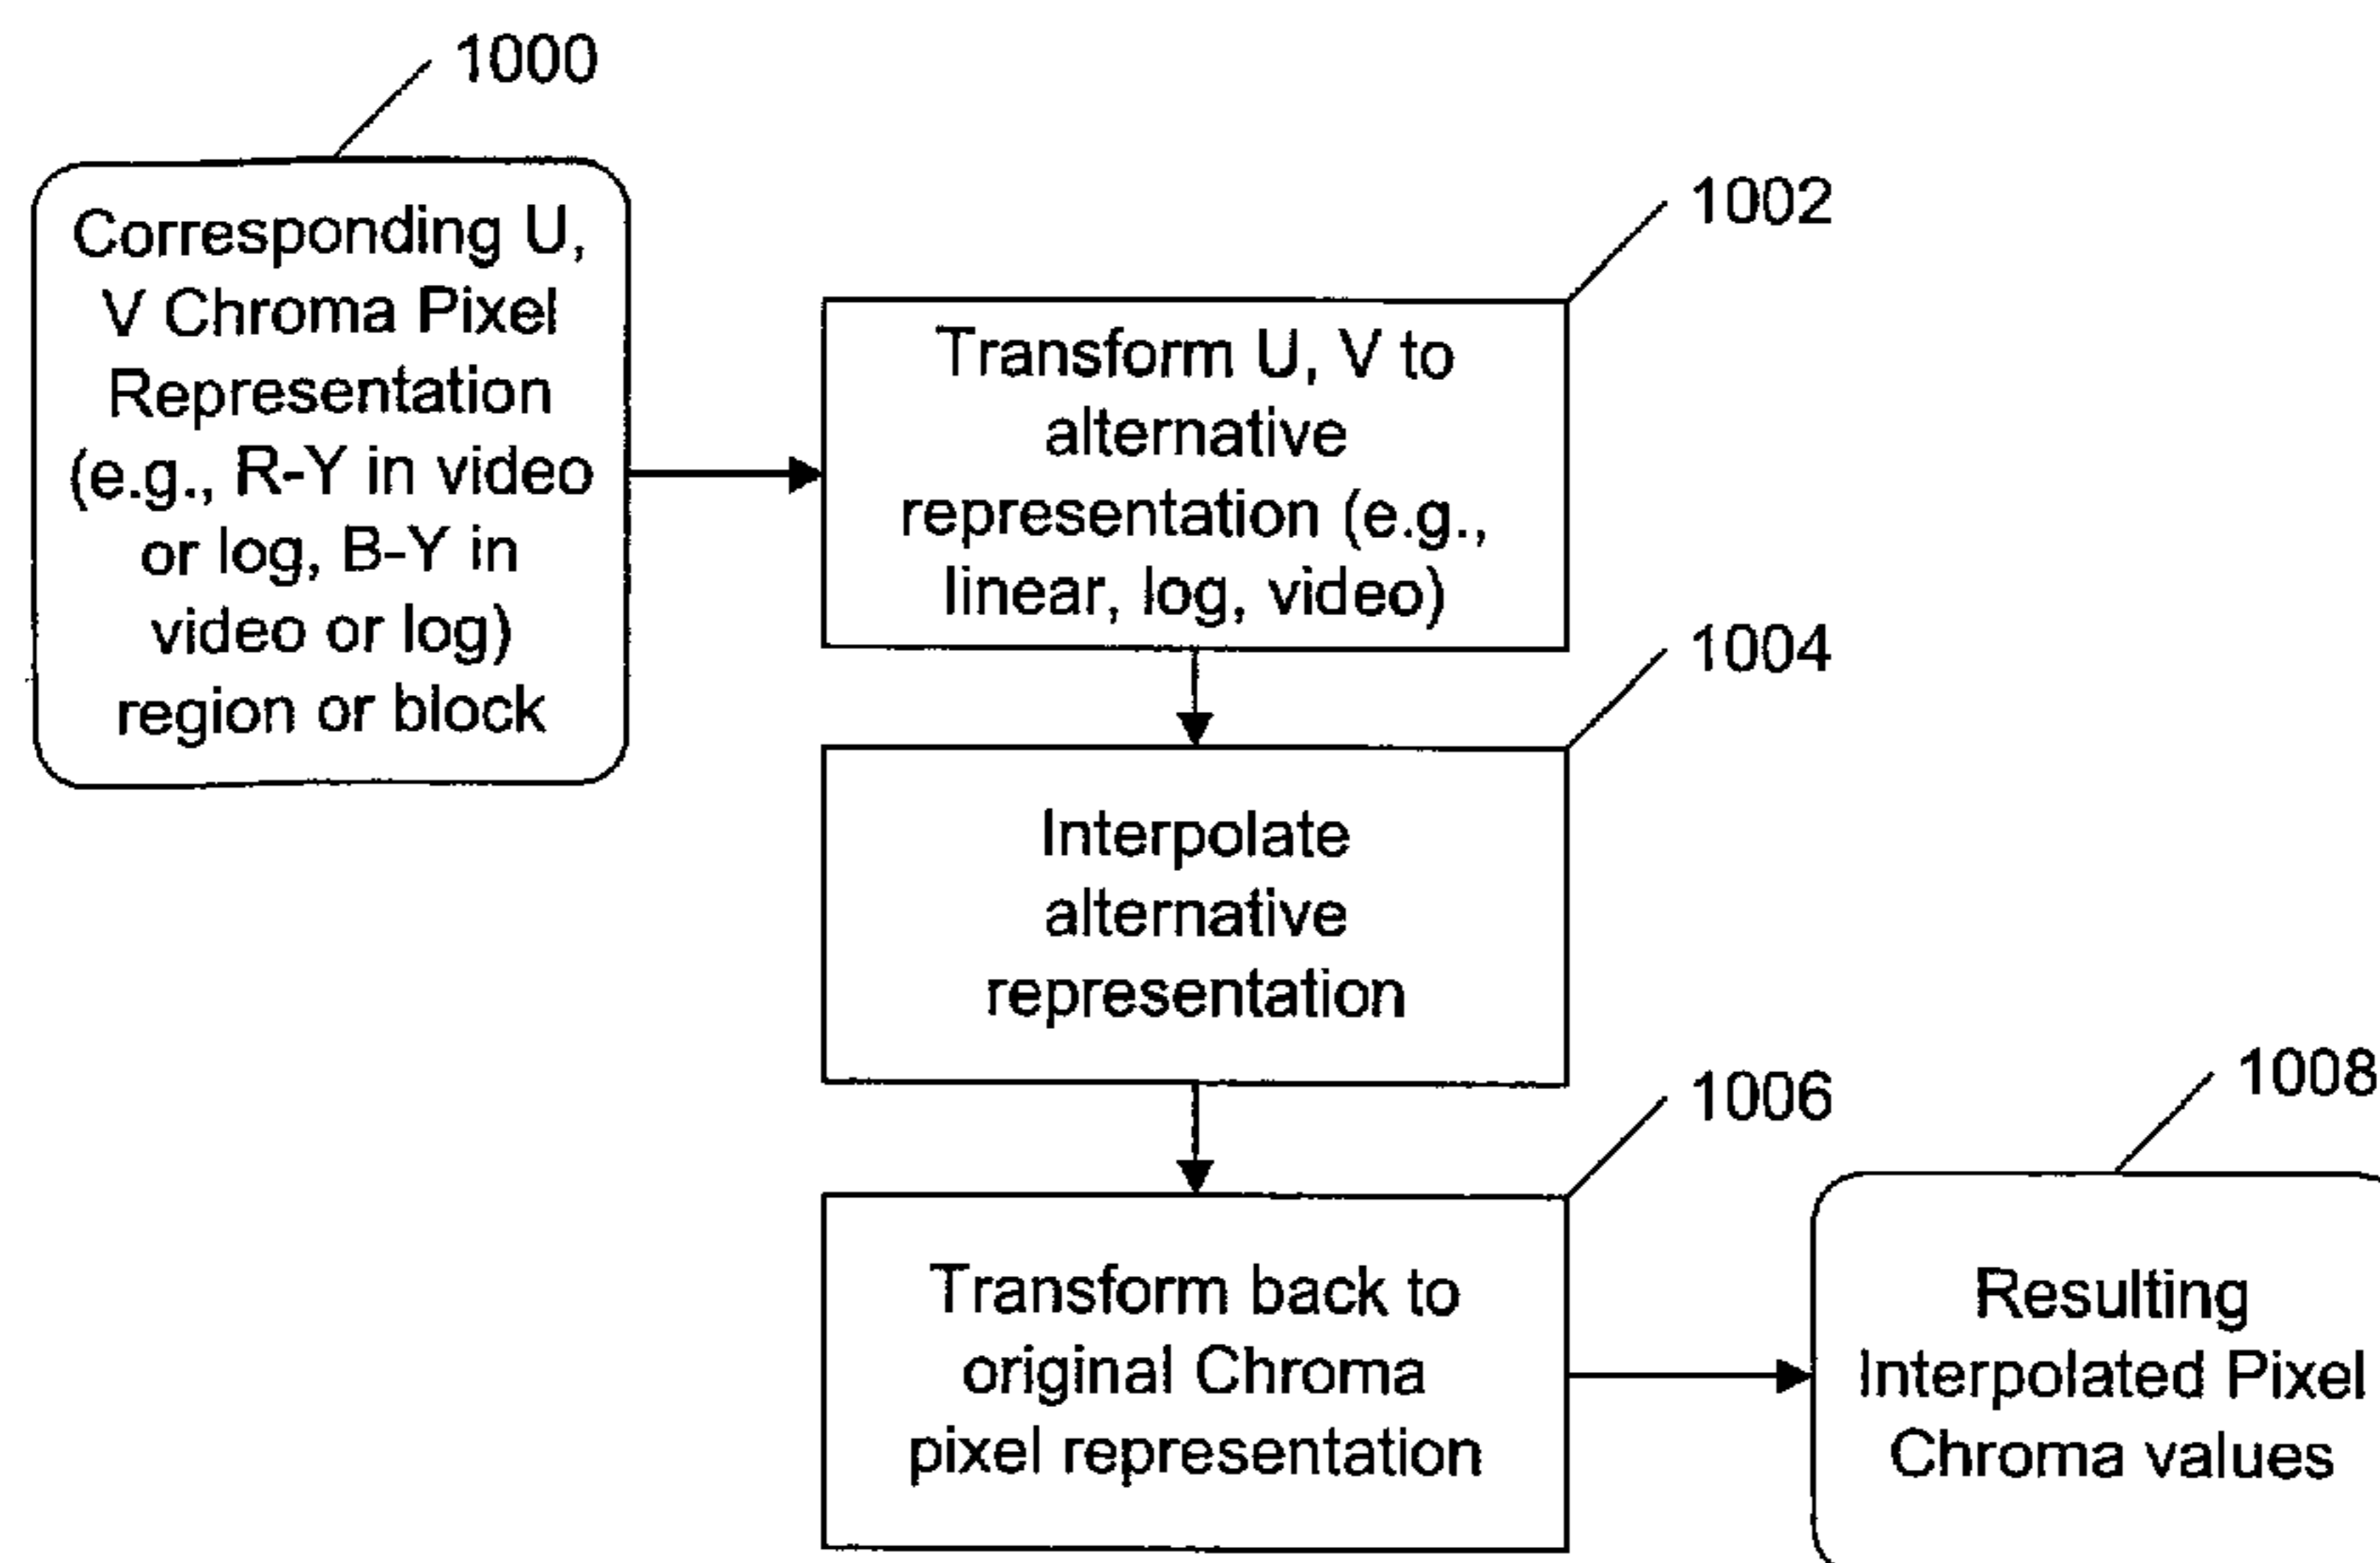 1000
Corresponding U,
V Chroma Pixel
Representation
(e.g., R-Y in video
or log, B-Y in
video or log)
region or block
1002
Transform U, V to
alternative
representation (e.g.,
linear, log, video)
1004
Interpolate
alternative
representation
1006
Transform back to
original Chroma
pixel representation
1008
Resulting
Interpolated Pixel
Chroma values